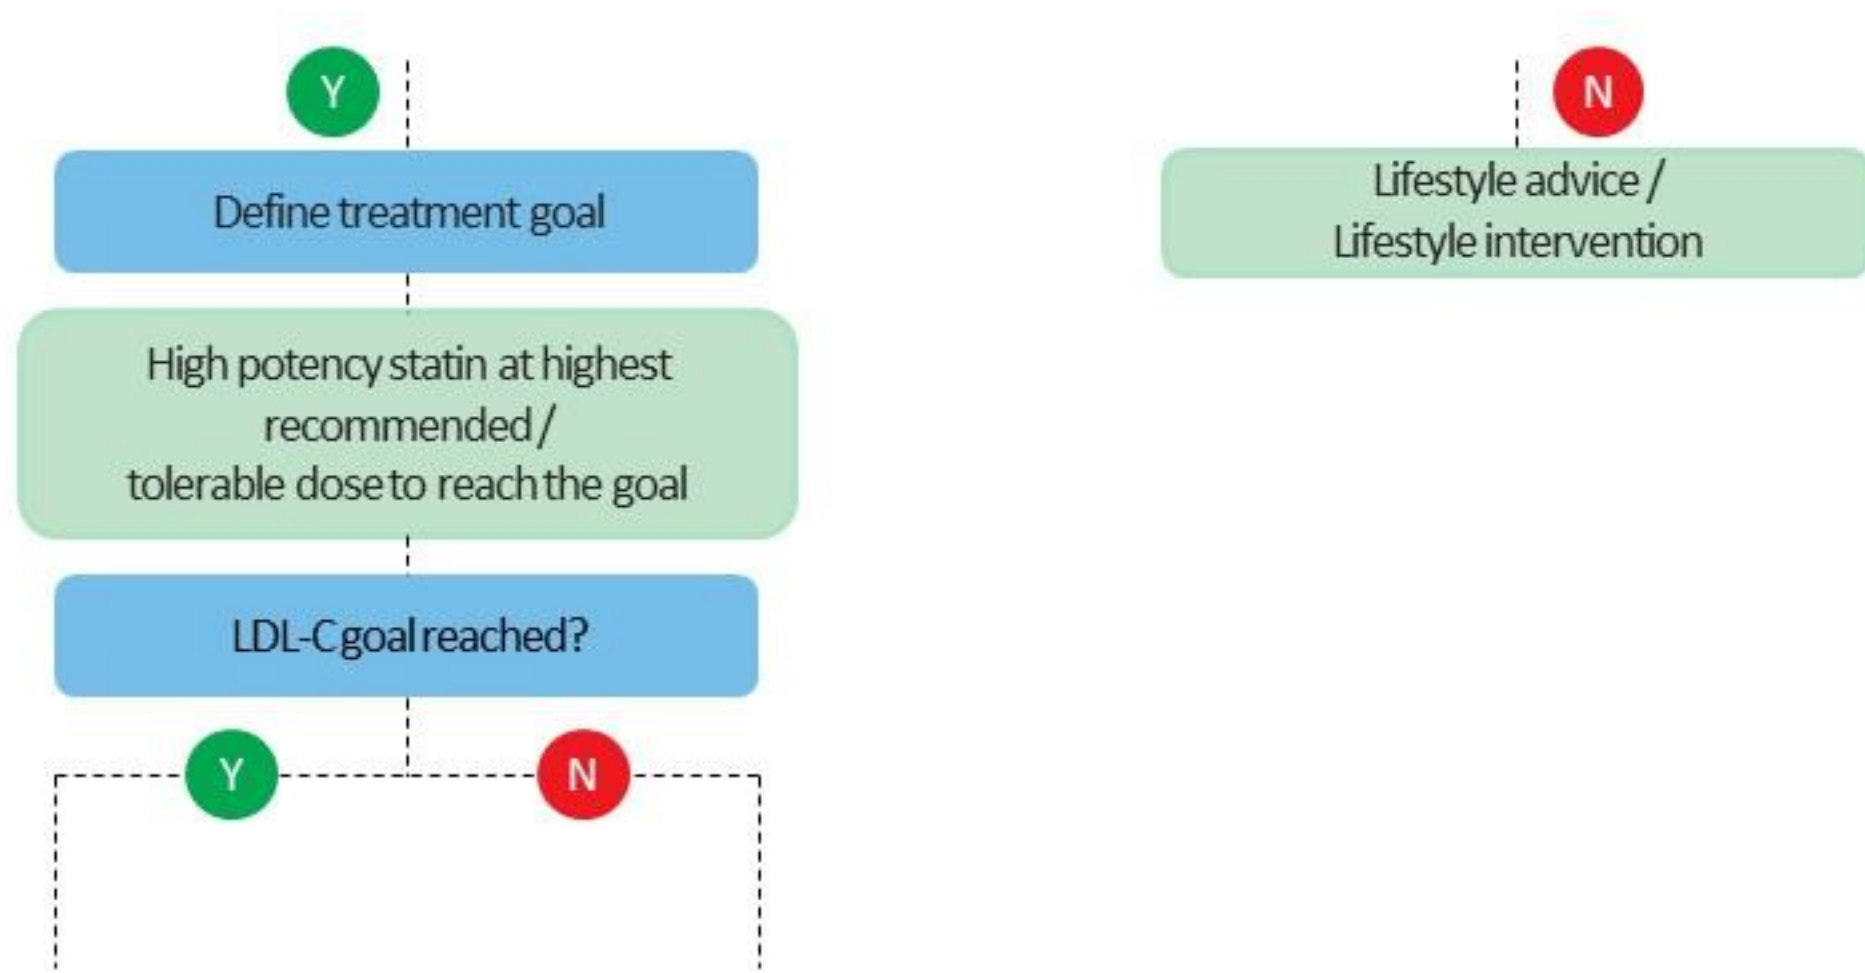 Y
N
Define treatment goal
Lifestyle advice /
Lifestyle intervention
High potency statin at highest
recommended /
tolerable dose to reach the goal
LDL-C goal reached?
Y
N